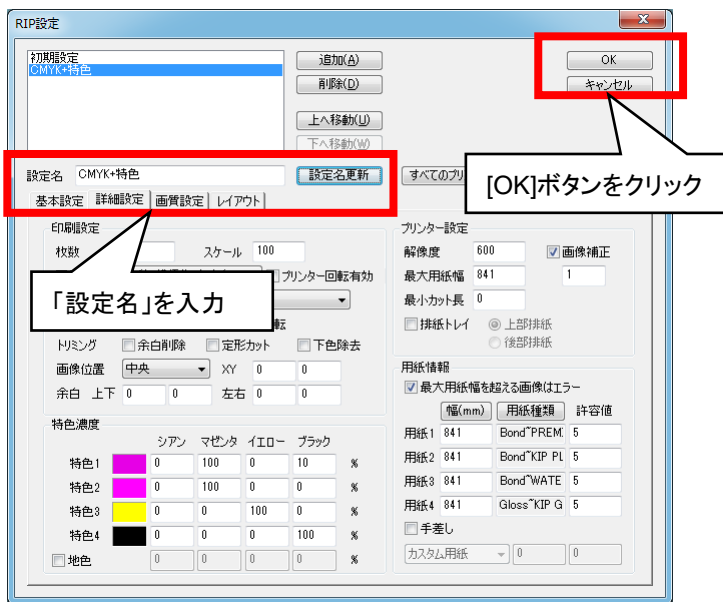 RIP設定
初期設定
CMYK+特色
追加(A)
削除(D)
上へ移動(U)
下へ移動(W)
OK
キャンセル
設定名 CMYK+特色 設定名更新 すべてのプリ
[OK]ボタンをクリック
基本設定 詳細設定 画質設定 レイアウト
印刷設定
枚数 スケール 100
プリンター回転有効
「設定名」を入力
トリミング 余白削除 定形カット 下色除去
画像位置 中央 XY 0 0
余白 上下 0 0 左右 0 0
特色濃度
シアン マゼンタ イエロー ブラック
特色1 0 100 0 10 %
特色2 0 100 0 0 %
特色3 0 0 100 0 %
特色4 0 0 0 100 %
地色 0 0 0 0 %
プリンター設定
解像度 600 画像補正
最大用紙幅 841 1
最小カット長 0
排紙トレイ 上部排紙
後部排紙
用紙情報
最大用紙幅を超える画像はエラー
幅(mm) 用紙種類 許容値
用紙1 841 Bond~PREM 5
用紙2 841 Bond~KIP PL 5
用紙3 841 Bond~WATE 5
用紙4 841 Gloss~KIP G 5
手差し
カスタム用紙 0 0